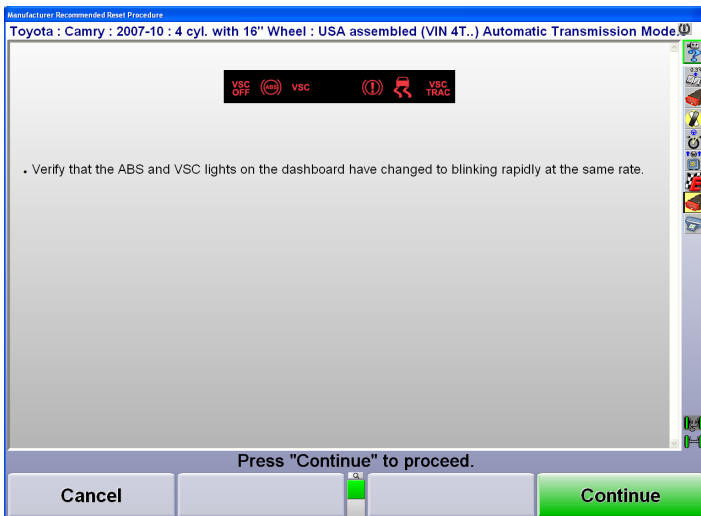 Manufacturer Recommended Reset Procedure
Toyota : Camry : 2007-10 : 4 cyl. with 16" Wheel : USA assembled (VIN 4T..) Automatic Transmission Mode
VSC OFF (ABS) VSC (!) VSC TRAC
. Verify that the ABS and VSC lights on the dashboard have changed to blinking rapidly at the same rate.
Press "Continue" to proceed.
Cancel
Continue